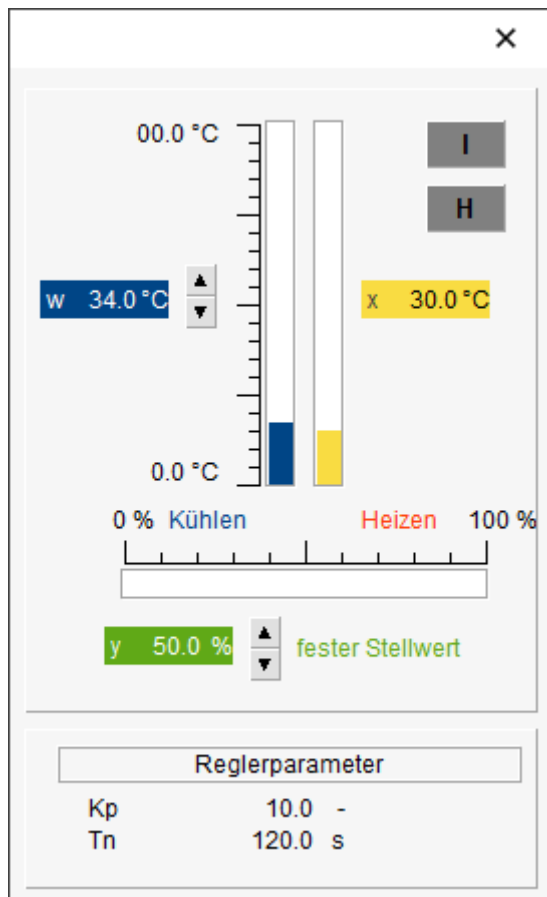 ×
00.0 °C
I
H
w 34.0 °C ▲ ▼
x 30.0 °C
0.0 °C
0 % Kühlen Heizen 100 %
y 50.0 % ▲ ▼ fester Stellwert
Reglerparameter
Kp 10.0 -
Tn 120.0 s